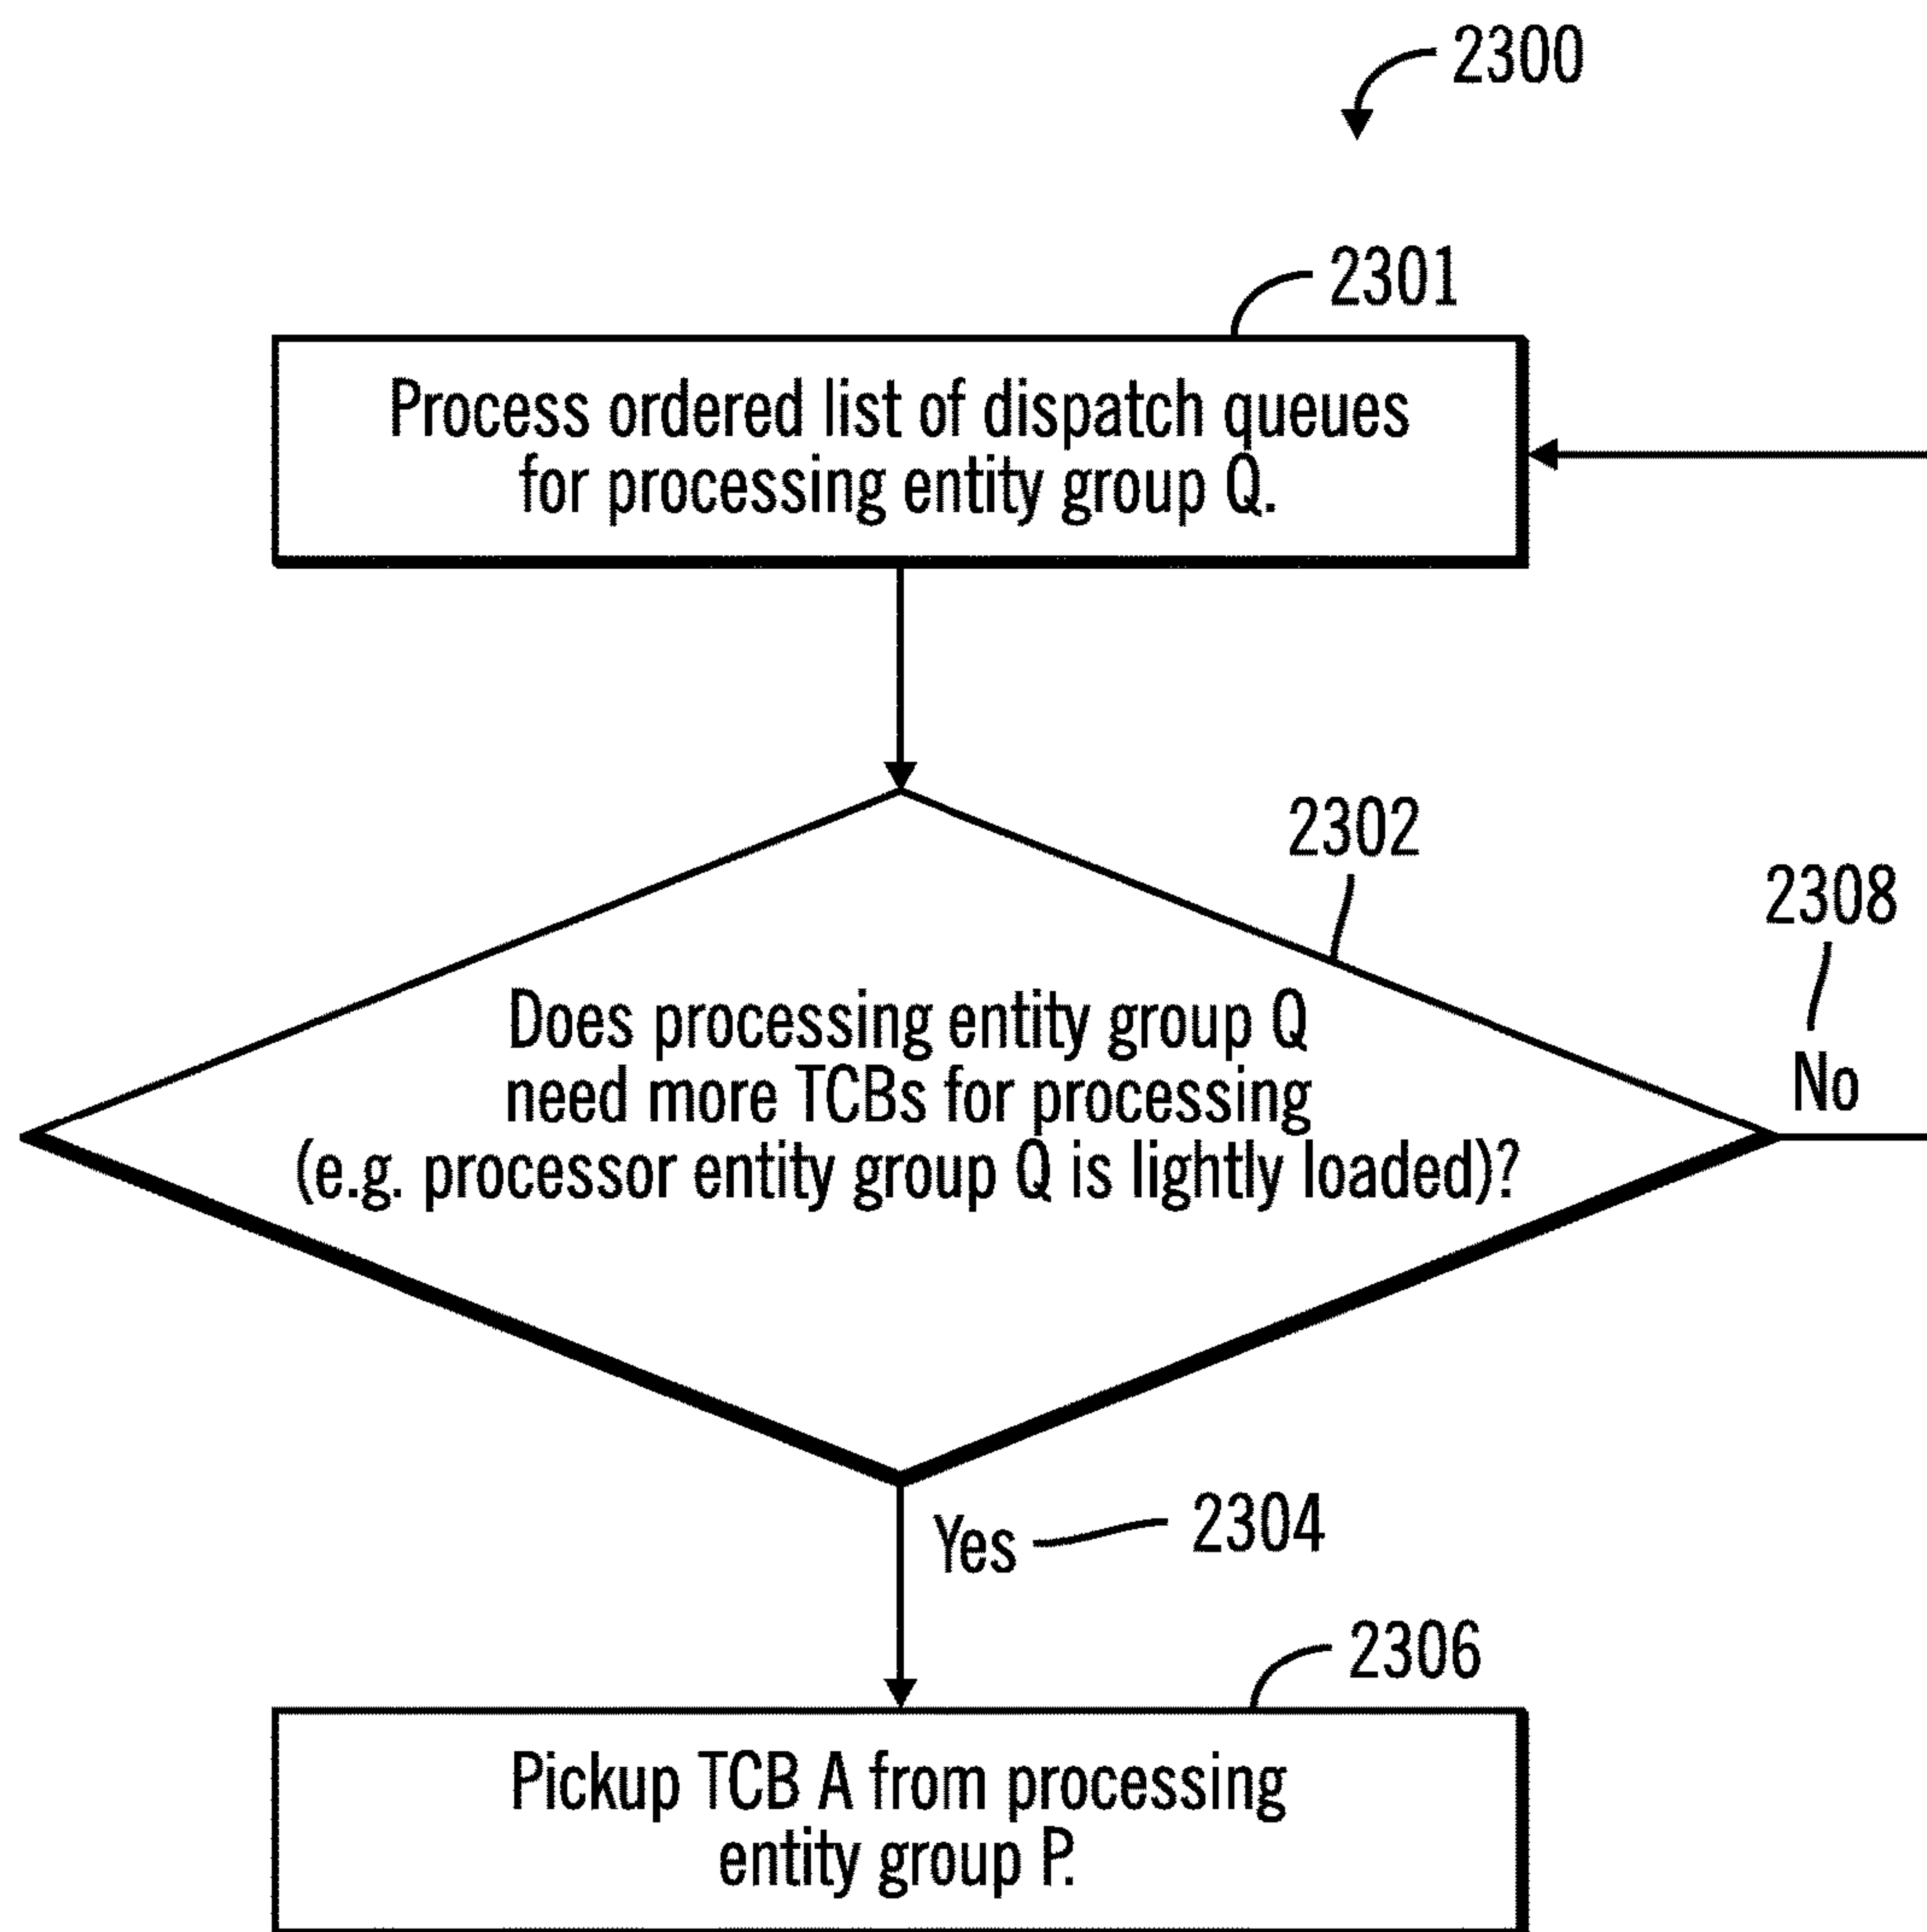 2300
2301
Process ordered list of dispatch queues
for processing entity group Q.
2302
2308
Does processing entity group Q
need more TCBs for processing
(e.g. processor entity group Q is lightly loaded)?
No
Yes
2304
2306
Pickup TCB A from processing
entity group P.